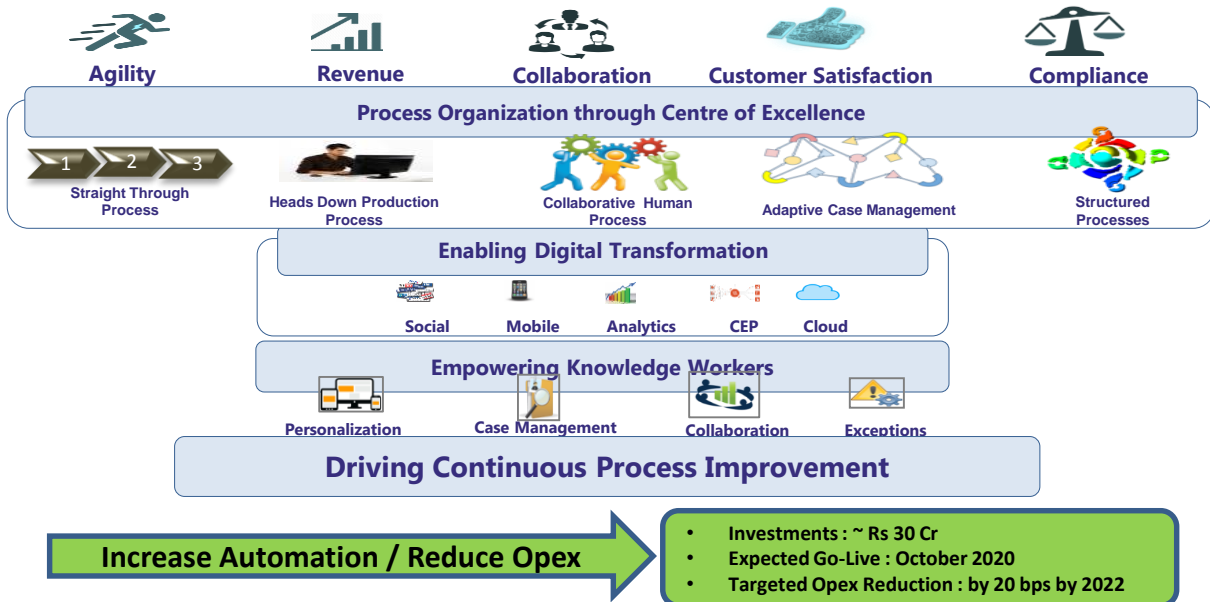 Agility
Revenue
Collaboration
Customer Satisfaction
Compliance
Process Organization through Centre of Excellence
1 2 3
Straight Through
Process
Heads Down Production
Process
Collaborative Human
Process
Adaptive Case Management
Structured
Processes
Enabling Digital Transformation
Social
Mobile
Analytics
CEP
Cloud
Empowering Knowledge Workers
Personalization
Case Management
Collaboration
Exceptions
Driving Continuous Process Improvement
Increase Automation / Reduce Opex
• Investments : ~ Rs 30 Cr
• Expected Go-Live : October 2020
• Targeted Opex Reduction : by 20 bps by 2022